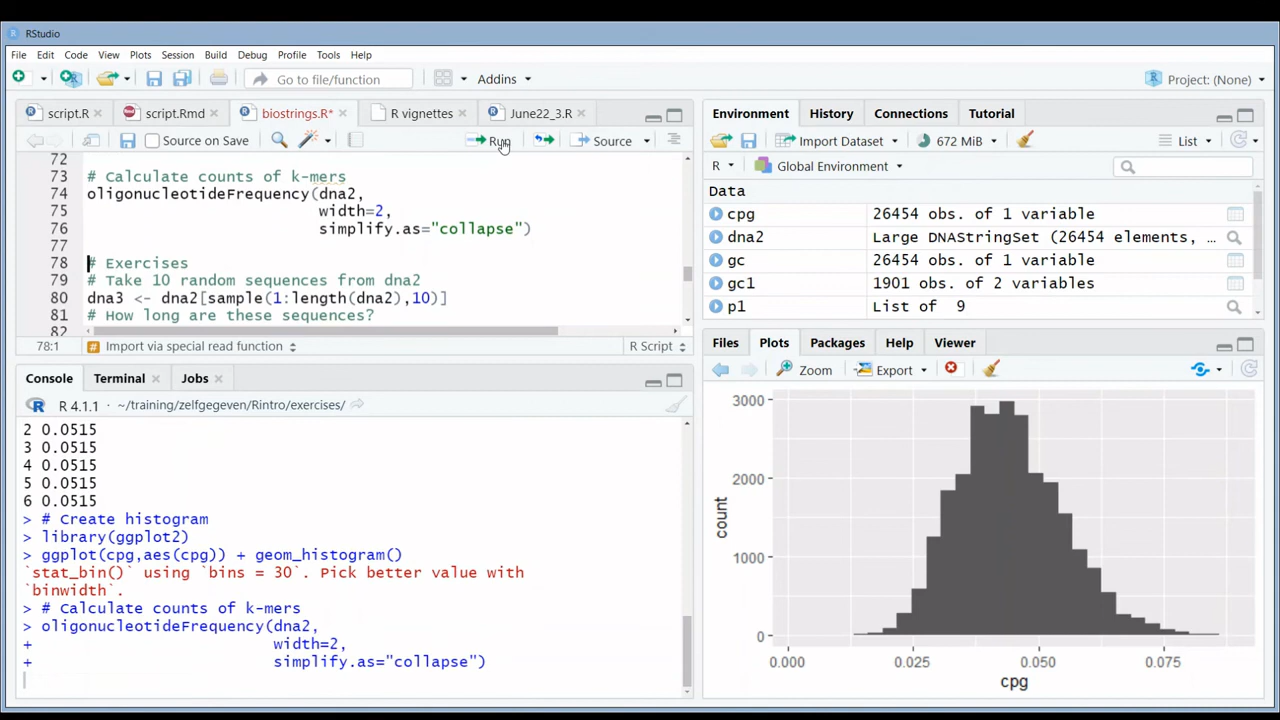 RStudio
File Edit Code View Plots Session Build Debug Profile Tools Help
Go to file/function Addins Project: (None)
script.R script.Rmd biostrings.R* R vignettes June22_3.R
Source on Save Run Source
72
73 # Calculate counts of k-mers
74 oligonucleotideFrequency(dna2,
75 width=2,
76 simplify.as="collapse")
77
78 # Exercises
79 # Take 10 random sequences from dna2
80 dna3 <- dna2[sample(1:length(dna2),10)]
81 # How long are these sequences?
82
78:1 # Import via special read function R Script
Console Terminal Jobs
R 4.1.1 · ~/training/zelfgegeven/Rintro/exercises/
2 0.0515
3 0.0515
4 0.0515
5 0.0515
6 0.0515
> # Create histogram
> library(ggplot2)
> ggplot(cpg,aes(cpg)) + geom_histogram()
`stat_bin()` using `bins = 30`. Pick better value with
`binwidth`.
> # Calculate counts of k-mers
> oligonucleotideFrequency(dna2,
+ width=2,
+ simplify.as="collapse")
Environment History Connections Tutorial
Import Dataset 672 MiB List
R Global Environment
Data
cpg 26454 obs. of 1 variable
dna2 Large DNAStringSet (26454 elements, …
gc 26454 obs. of 1 variable
gc1 1901 obs. of 2 variables
p1 List of 9
Files Plots Packages Help Viewer
Zoom Export
3000
2000
1000
0
count
0.000 0.025 0.050 0.075
cpg